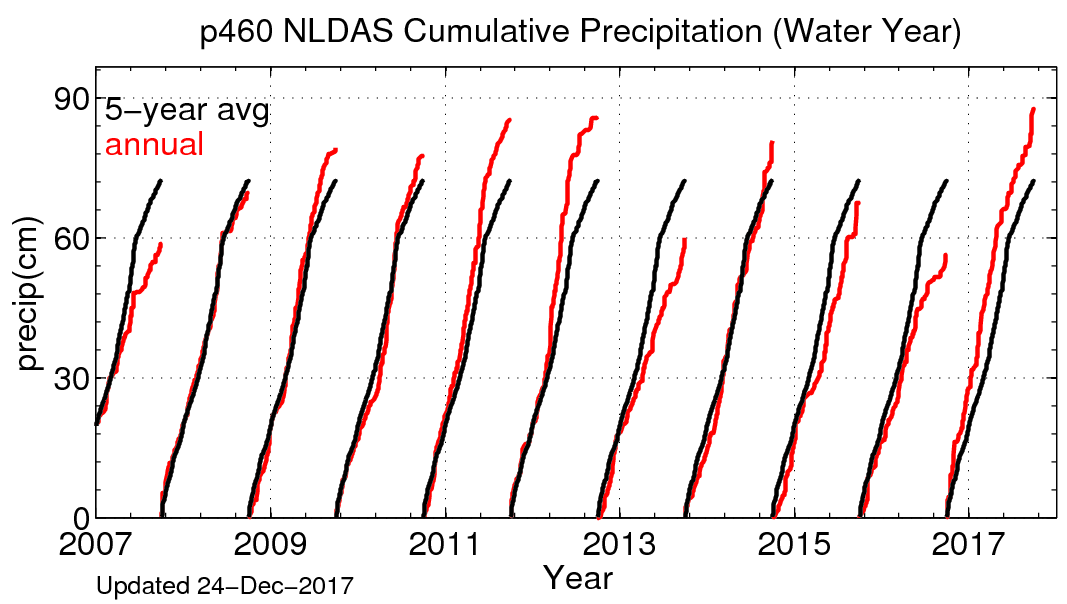 p460 NLDAS Cumulative Precipitation (Water Year)
90
5−year avg
annual
60
precip(cm)
30
0
2007 2009 2011 2013 2015 2017
Year
Updated 24−Dec−2017